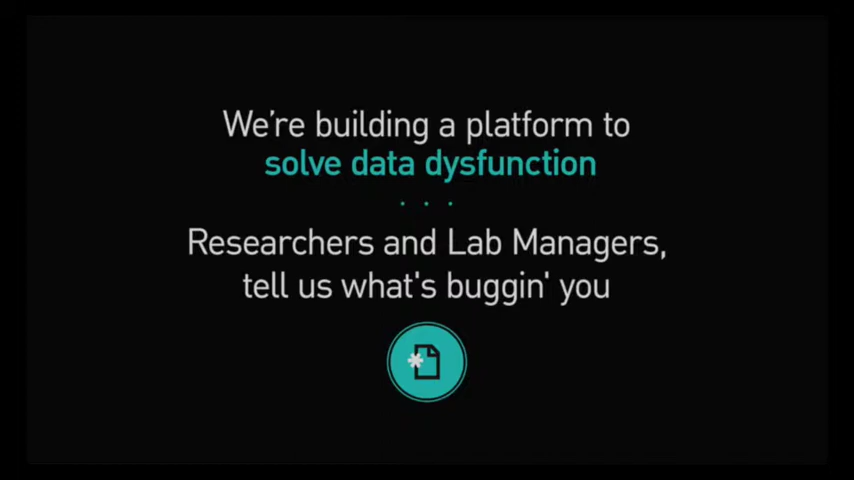 We’re building a platform to
solve data dysfunction
. . .
Researchers and Lab Managers,
tell us what's buggin' you